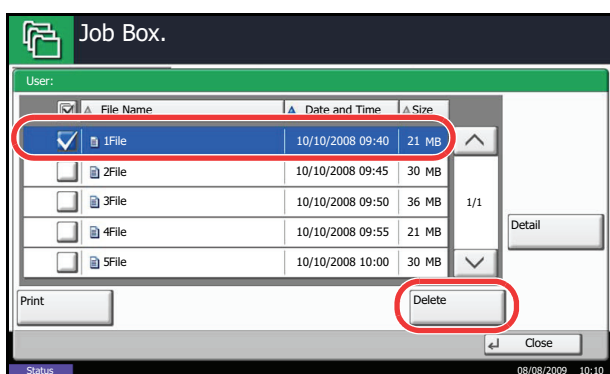 Job Box.
User:
File Name Date and Time Size
1File 10/10/2008 09:40 21 MB
2File 10/10/2008 09:45 30 MB
3File 10/10/2008 09:50 36 MB
1/1
4File 10/10/2008 09:55 21 MB
Detail
5File 10/10/2008 10:00 30 MB
Print Delete
Close
Status 08/08/2009 10:10